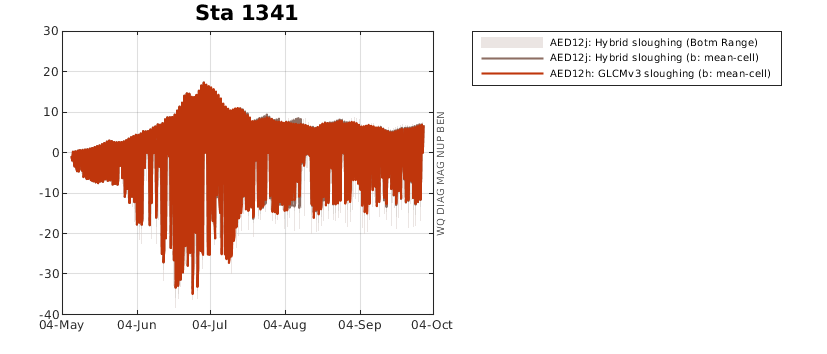 Sta 1341
30
20
10
0
-10
-20
-30
-40
04-May
04-Jun
04-Jul
04-Aug
04-Sep
04-Oct
WQ DIAG MAG NUP BEN
AED12j: Hybrid sloughing (Botm Range)
AED12j: Hybrid sloughing (b: mean-cell)
AED12h: GLCMv3 sloughing (b: mean-cell)